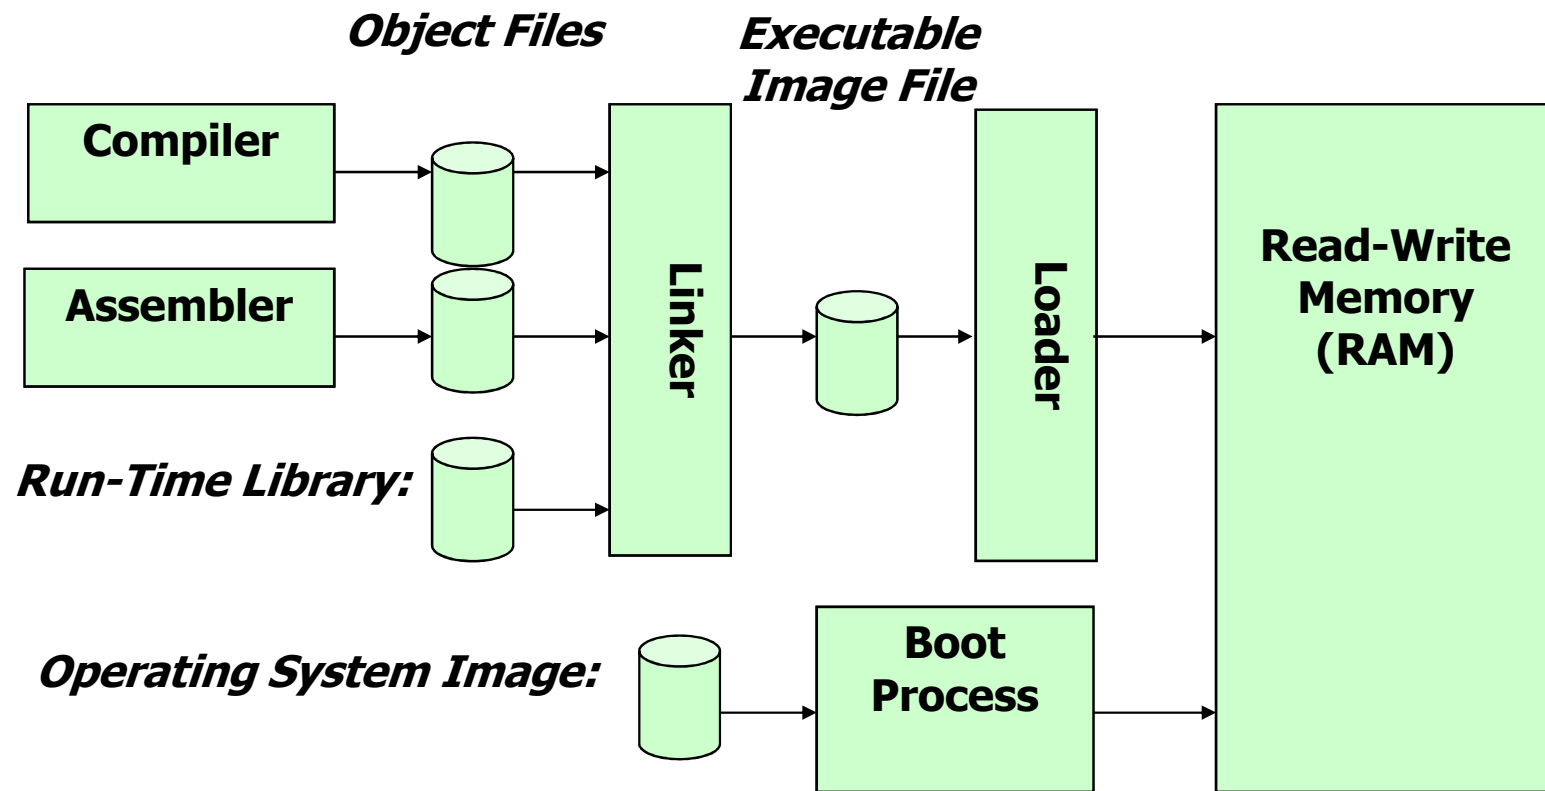 Object Files
Executable
Image File
Compiler
Assembler
Linker
Loader
Read-Write
Memory
(RAM)
Run-Time Library:
Operating System Image:
Boot
Process